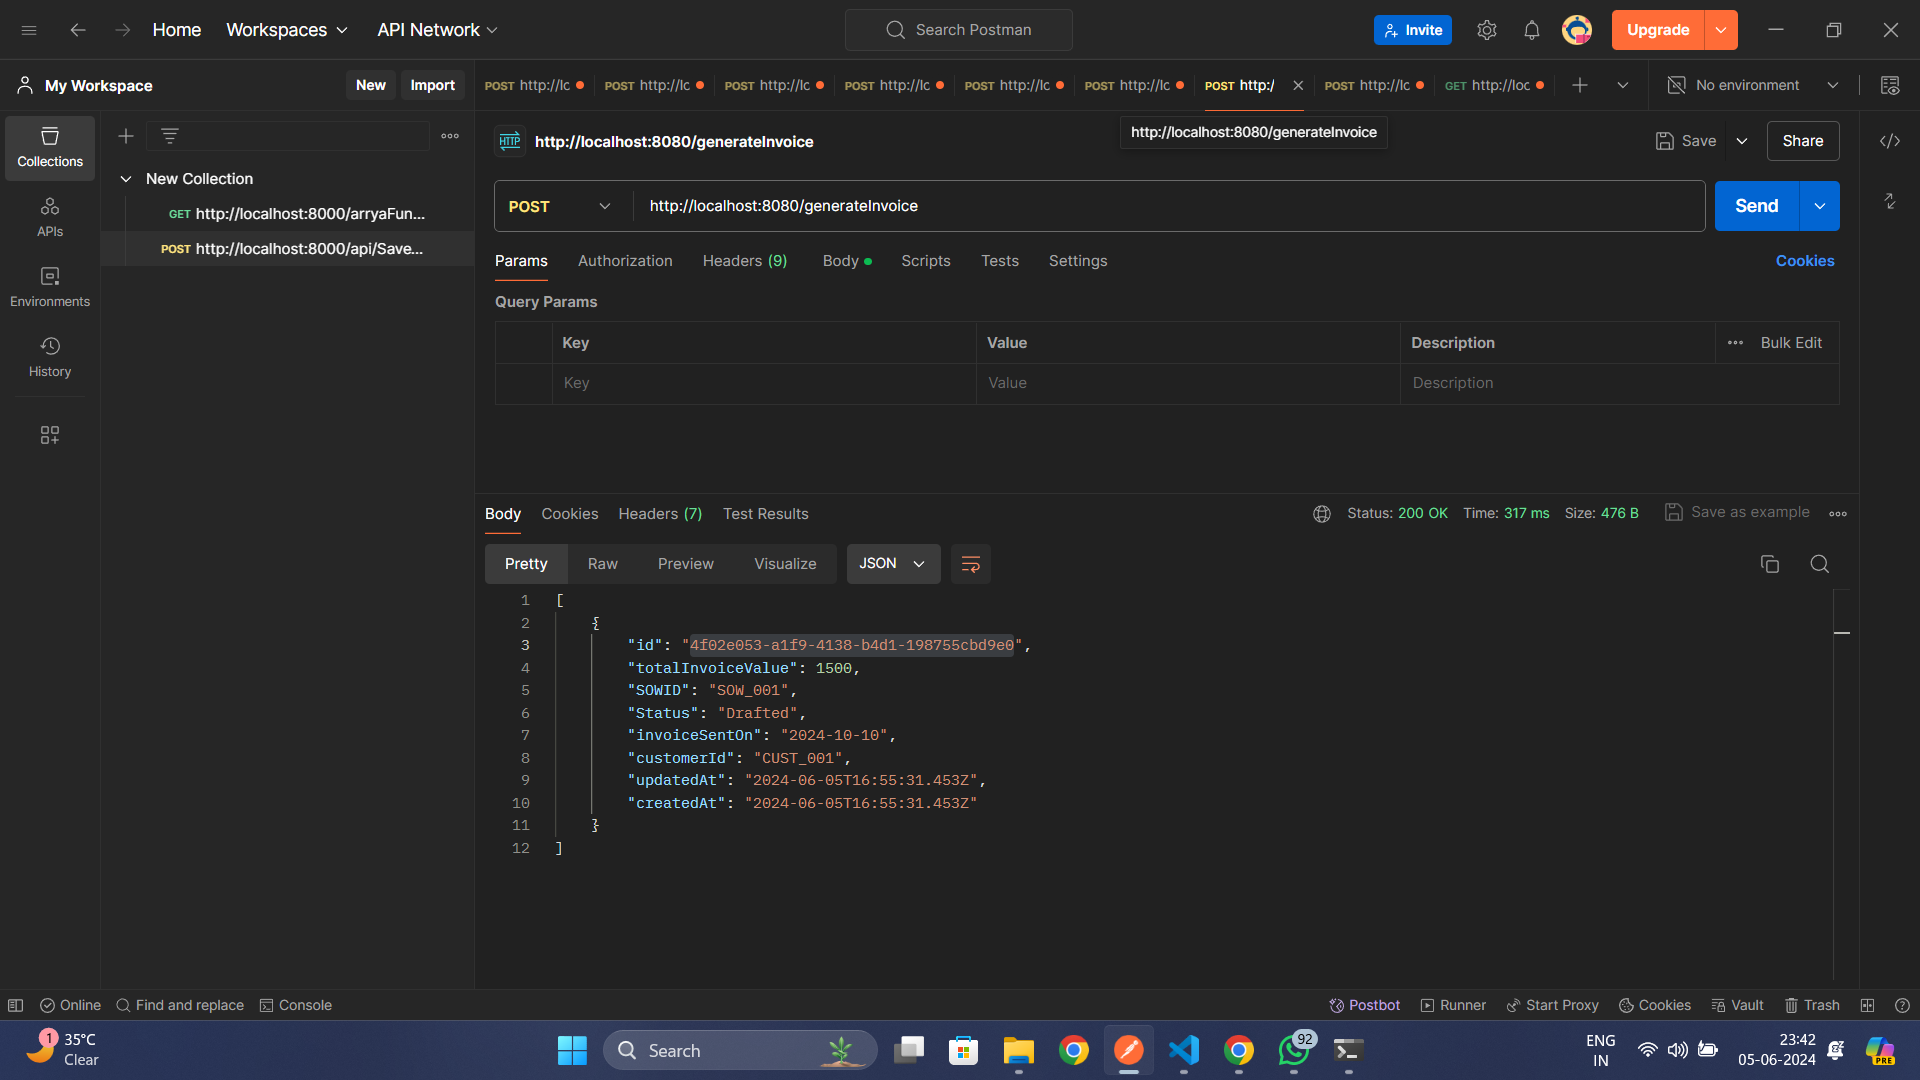 Home Workspaces API Network Search Postman Invite Upgrade
My Workspace New Import
POST http://lc POST http://lc POST http://lc POST http://lc POST http://lc POST http://lc POST http:/ POST http://lc GET http://loc No environment
Collections
APIs
Environments
History
New Collection
GET http://localhost:8000/arryaFun...
POST http://localhost:8000/api/Save...
HTTP http://localhost:8080/generateInvoice
http://localhost:8080/generateInvoice
Save Share
POST http://localhost:8080/generateInvoice Send
Params Authorization Headers (9) Body Scripts Tests Settings Cookies
Query Params
Key Value Description Bulk Edit
Key Value Description
Body Cookies Headers (7) Test Results Status: 200 OK Time: 317 ms Size: 476 B Save as example
Pretty Raw Preview Visualize JSON
1 [
2 {
3 "id": "4f02e053-a1f9-4138-b4d1-198755cbd9e0",
4 "totalInvoiceValue": 1500,
5 "SOWID": "SOW_001",
6 "Status": "Drafted",
7 "invoiceSentOn": "2024-10-10",
8 "customerId": "CUST_001",
9 "updatedAt": "2024-06-05T16:55:31.453Z",
10 "createdAt": "2024-06-05T16:55:31.453Z"
11 }
12 ]
Online Find and replace Console Postbot Runner Start Proxy Cookies Vault Trash
1 35°C
Clear
Search
92
ENG
IN
23:42
05-06-2024
PRE